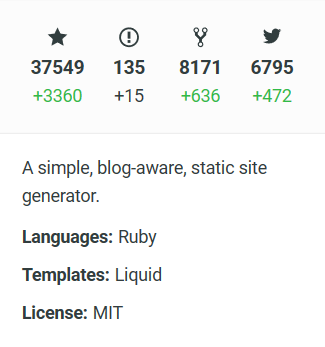 37549 135 8171 6795
+3360 +15 +636 +472
A simple, blog-aware, static site
generator.
Languages: Ruby
Templates: Liquid
License: MIT